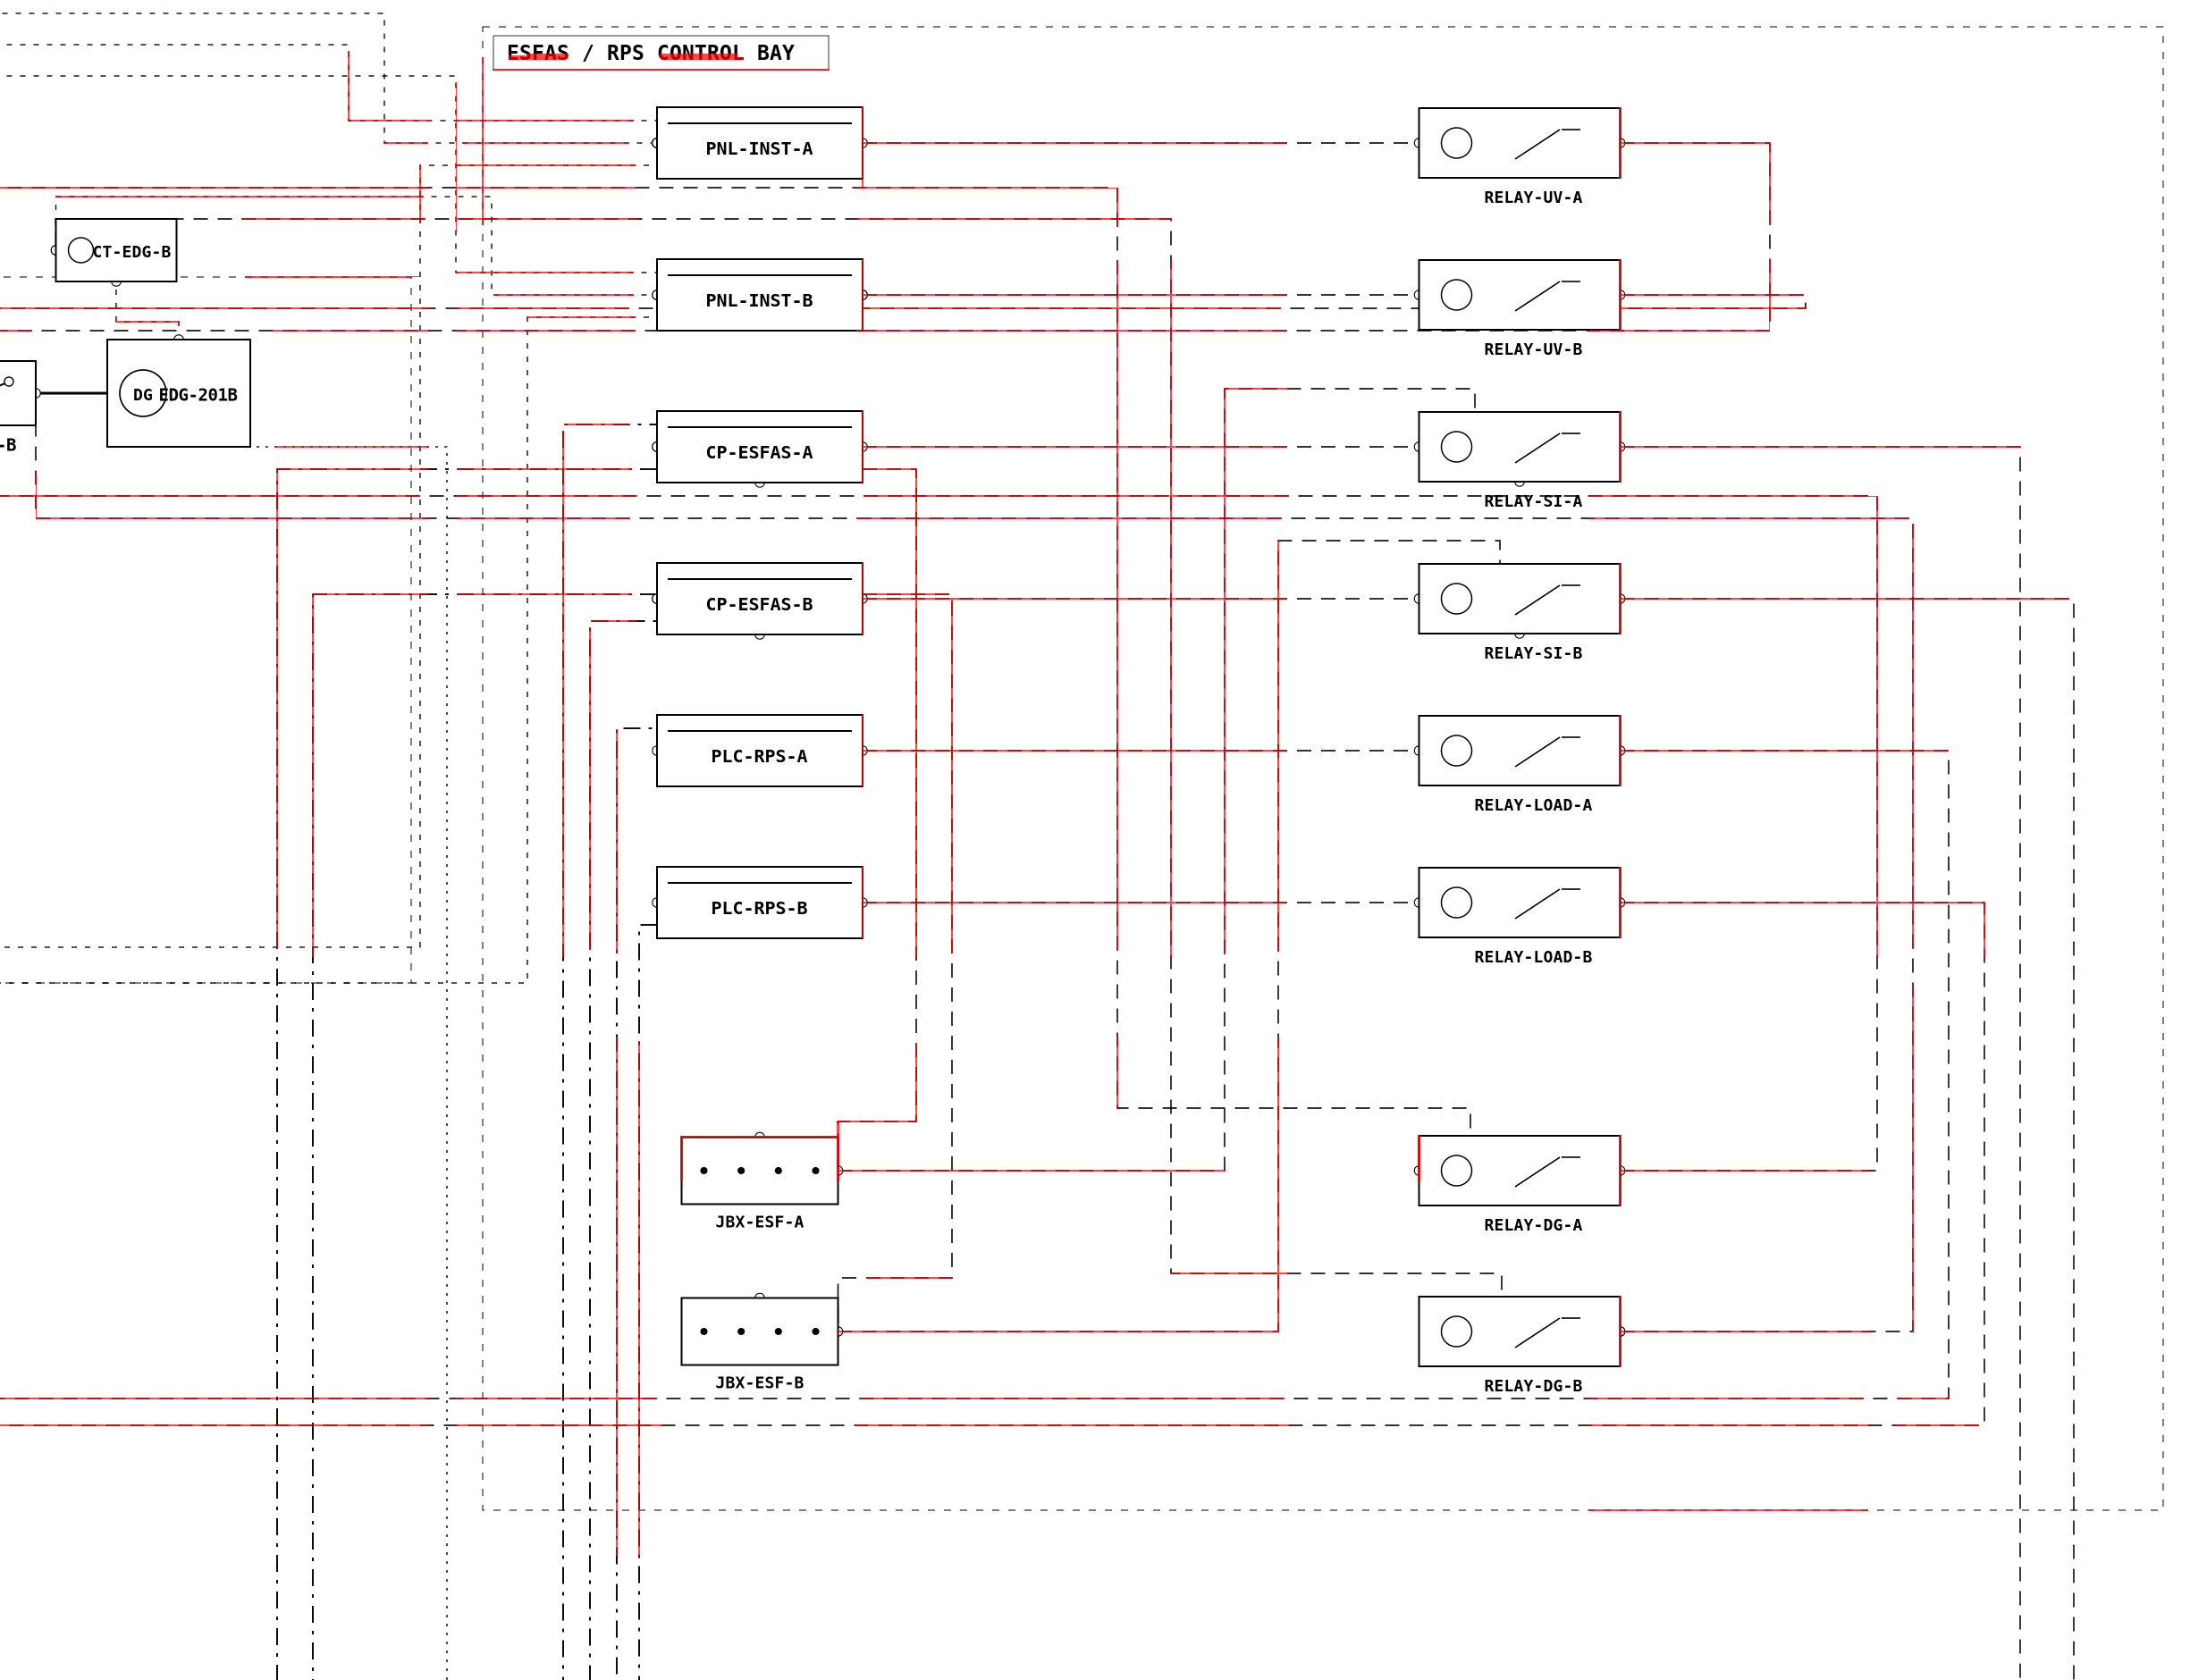 ESFAS / RPS CONTROL BAY
PNL-INST-A
RELAY-UV-A
CT-EDG-B
PNL-INST-B
RELAY-UV-B
DG EDG-201B
-B
CP-ESFAS-A
RELAY-SI-A
CP-ESFAS-B
RELAY-SI-B
PLC-RPS-A
RELAY-LOAD-A
PLC-RPS-B
RELAY-LOAD-B
JBX-ESF-A
RELAY-DG-A
JBX-ESF-B
RELAY-DG-B